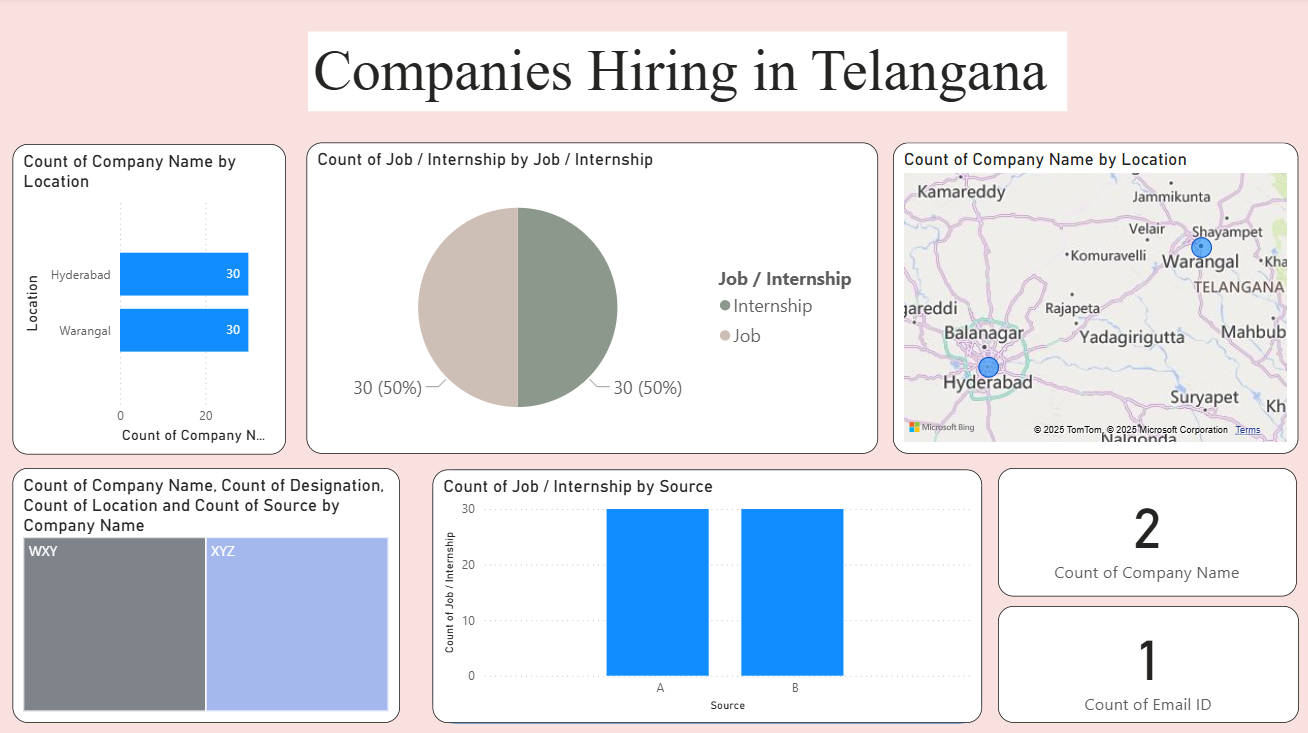 Companies Hiring in Telangana
Count of Company Name by
Location
Location
Hyderabad
30
Warangal
30
0
20
Count of Company N...
Count of Job / Internship by Job / Internship
30 (50%)
30 (50%)
Job / Internship
Internship
Job
Count of Company Name by Location
Kamareddy
Jammikunta
Velair
Shayampet
Komuravelli
Warangal
Kha
TELANGANA
gareddi
Rajapeta
Balanagar
Yadagirigutta
Mahbub
Hyderabad
Suryapet
Kh
Nalgonda
Microsoft Bing
© 2025 TomTom, © 2025 Microsoft Corporation Terms
Count of Company Name, Count of Designation,
Count of Location and Count of Source by
Company Name
WXY
XYZ
Count of Job / Internship by Source
Count of Job / Internship
30
20
10
0
A
B
Source
2
Count of Company Name
1
Count of Email ID